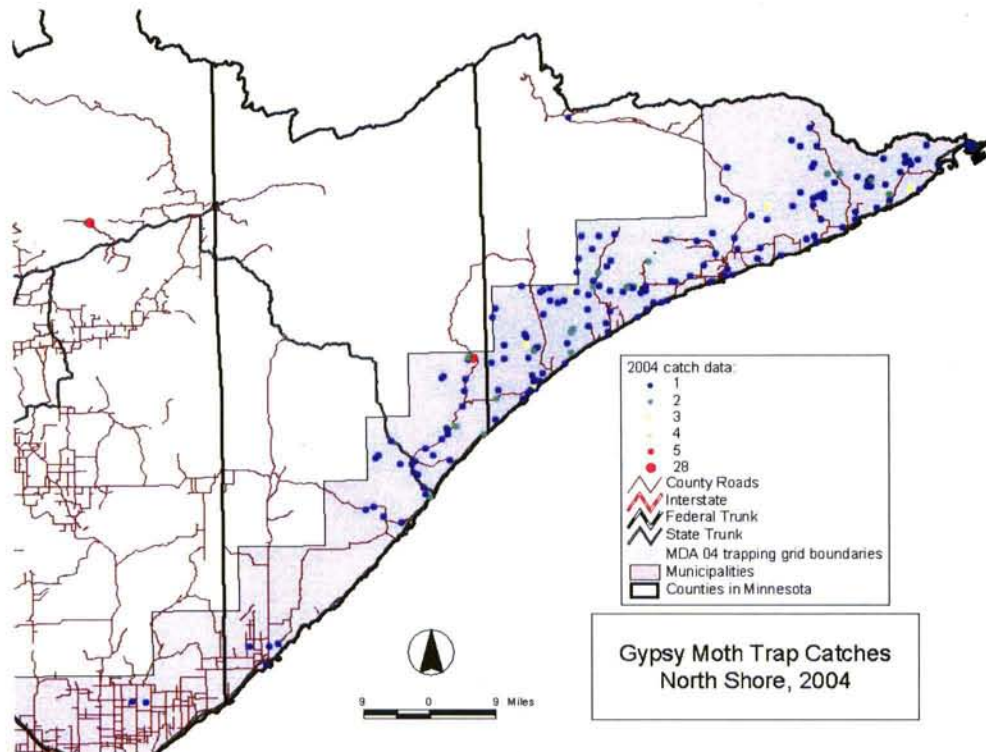 2004 catch data:
1
2
3
4
5
28
County Roads
Interstate
Federal Trunk
State Trunk
MDA 04 trapping grid boundaries
Municipalities
Counties in Minnesota
Gypsy Moth Trap Catches
North Shore, 2004
9 0 9 Miles